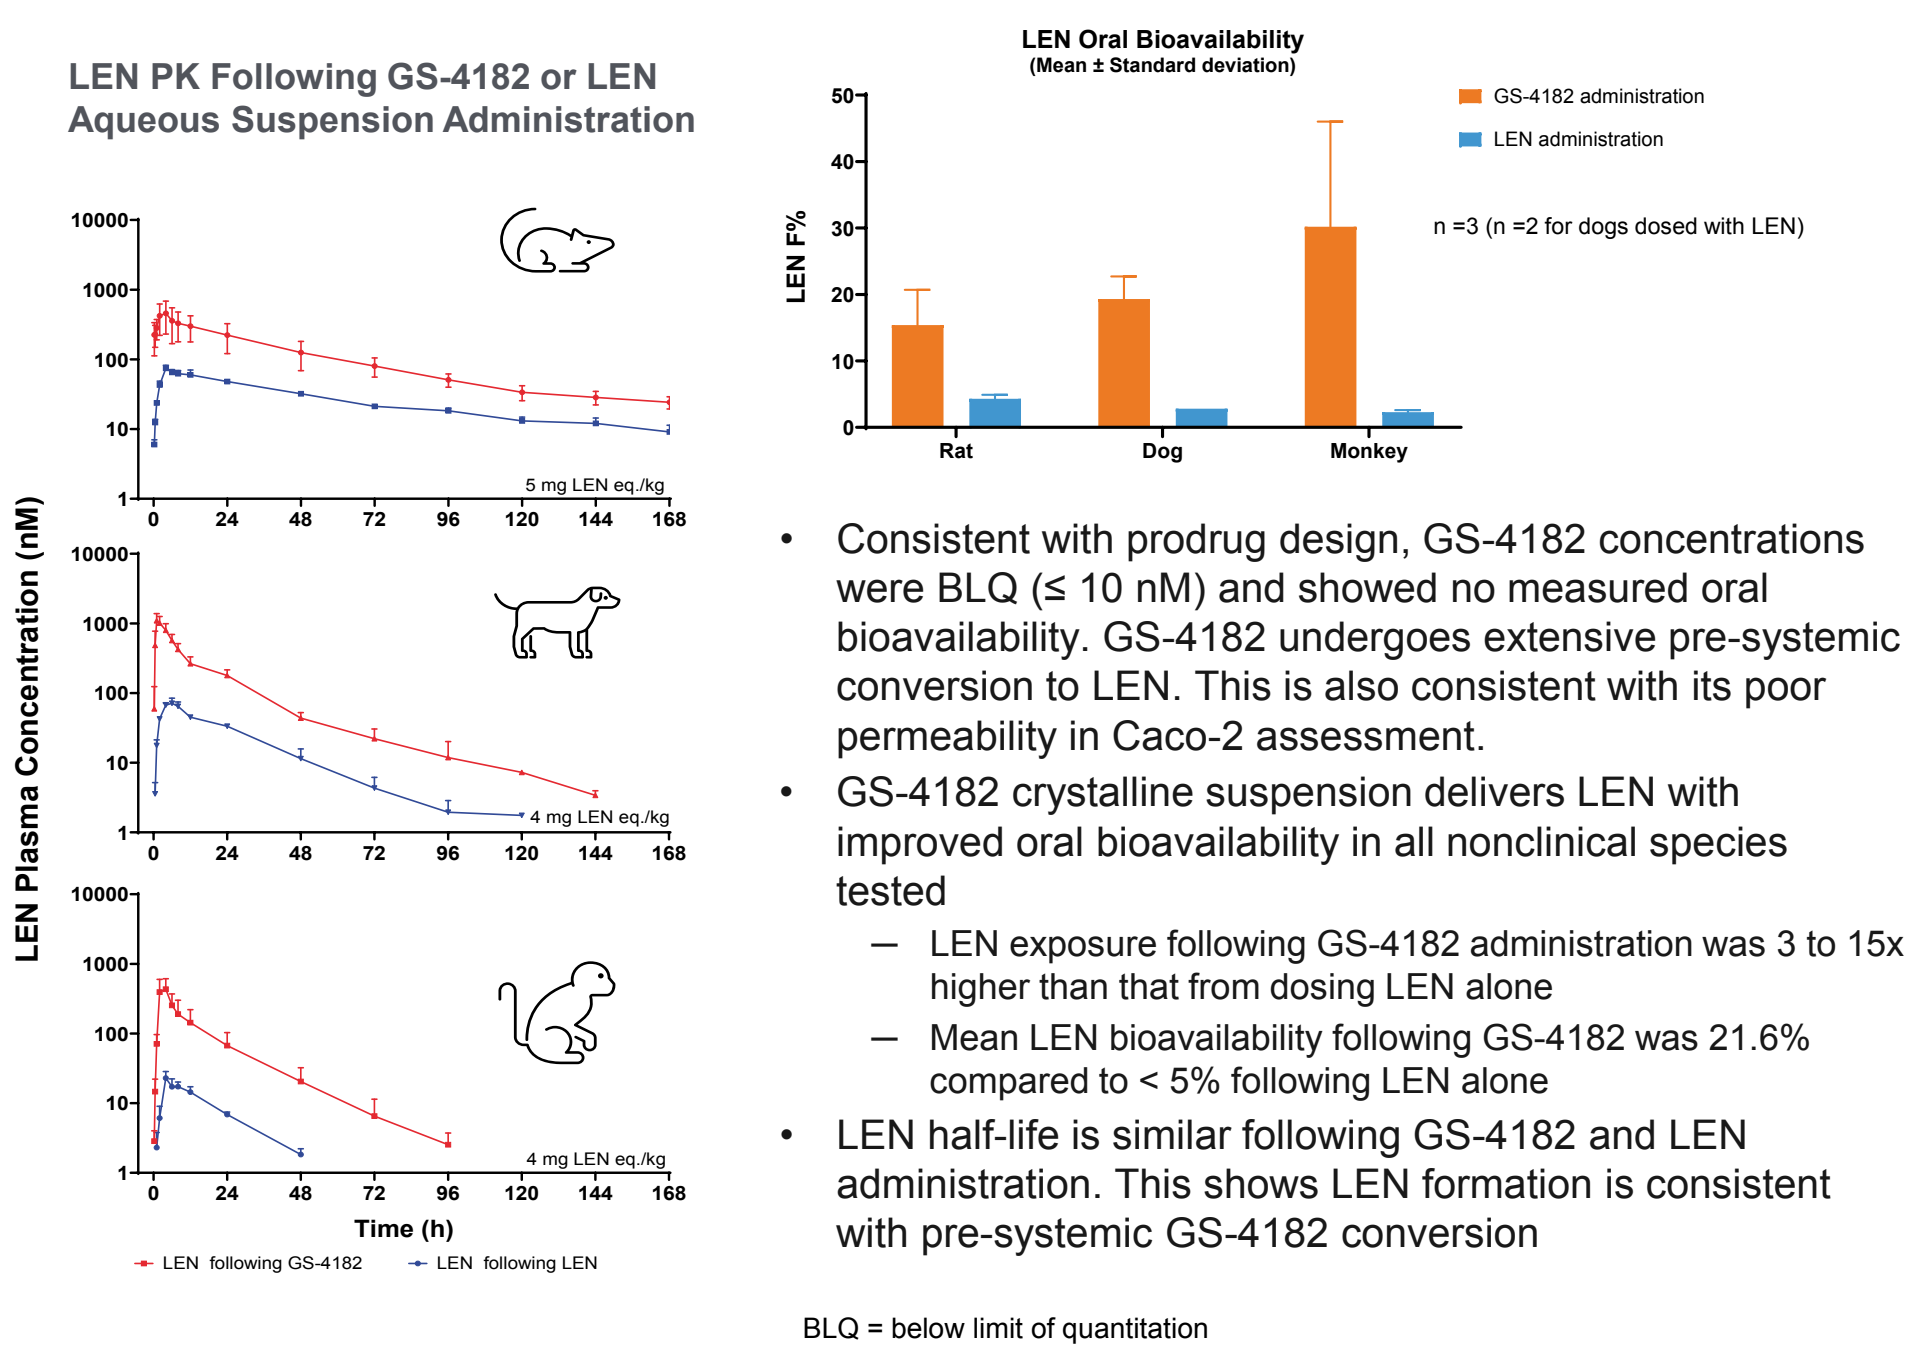 LEN PK Following GS-4182 or LEN
Aqueous Suspension Administration
LEN Plasma Concentration (nM)
10000
1000
100
10
1
5 mg LEN eq./kg
0 24 48 72 96 120 144 168
10000
1000
100
10
1
4 mg LEN eq./kg
0 24 48 72 96 120 144 168
10000
1000
100
10
1
4 mg LEN eq./kg
0 24 48 72 96 120 144 168
Time (h)
LEN following GS-4182 LEN following LEN
LEN Oral Bioavailability
(Mean ± Standard deviation)
LEN F%
50
40
30
20
10
0
Rat Dog Monkey
GS-4182 administration
LEN administration
n =3 (n =2 for dogs dosed with LEN)
• Consistent with prodrug design, GS-4182 concentrations
were BLQ (≤ 10 nM) and showed no measured oral
bioavailability. GS-4182 undergoes extensive pre-systemic
conversion to LEN. This is also consistent with its poor
permeability in Caco-2 assessment.
• GS-4182 crystalline suspension delivers LEN with
improved oral bioavailability in all nonclinical species
tested
– LEN exposure following GS-4182 administration was 3 to 15x
higher than that from dosing LEN alone
– Mean LEN bioavailability following GS-4182 was 21.6%
compared to < 5% following LEN alone
• LEN half-life is similar following GS-4182 and LEN
administration. This shows LEN formation is consistent
with pre-systemic GS-4182 conversion
BLQ = below limit of quantitation